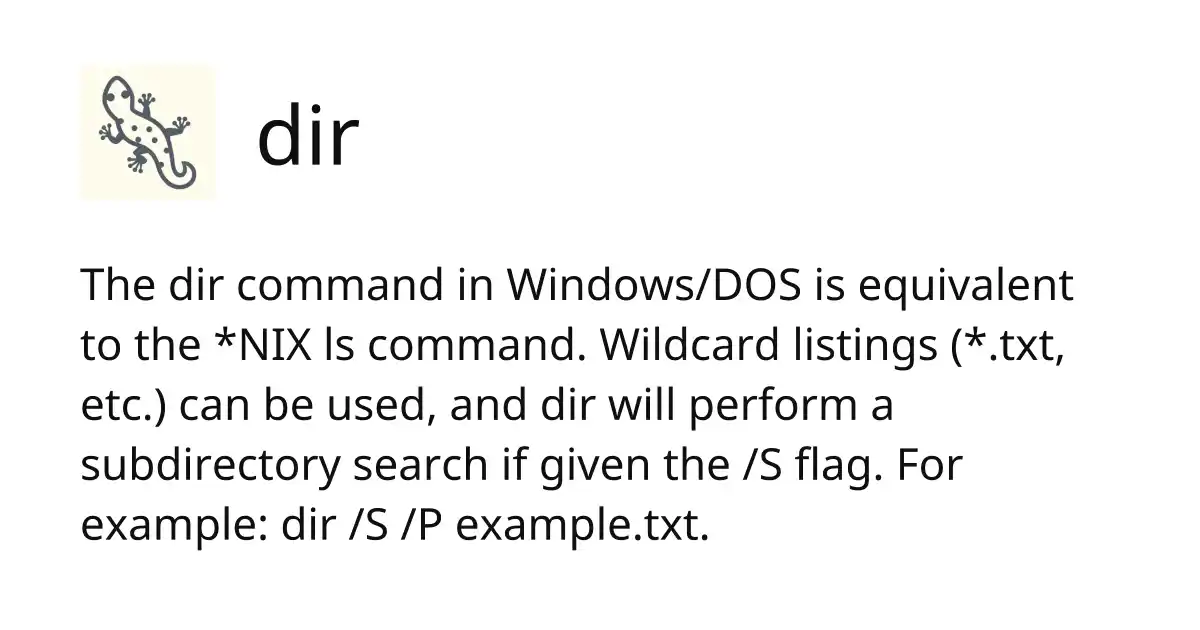 dir
The dir command in Windows/DOS is equivalent
to the *NIX ls command. Wildcard listings (*.txt,
etc.) can be used, and dir will perform a
subdirectory search if given the /S flag. For
example: dir /S /P example.txt.